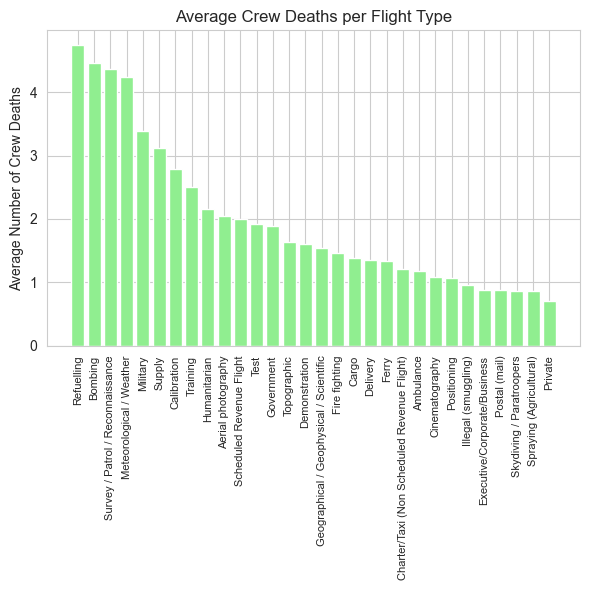 Average Crew Deaths per Flight Type
Average Number of Crew Deaths
4
3
2
1
0
Refuelling
Bombing
Survey / Patrol / Reconnaissance
Meteorological / Weather
Military
Supply
Calibration
Training
Humanitarian
Aerial photography
Scheduled Revenue Flight
Test
Government
Topographic
Demonstration
Geographical / Geophysical / Scientific
Fire fighting
Cargo
Delivery
Ferry
Charter/Taxi (Non Scheduled Revenue Flight)
Ambulance
Cinematography
Positioning
Illegal (smuggling)
Executive/Corporate/Business
Postal (mail)
Skydiving / Paratroopers
Spraying (Agricultural)
Private